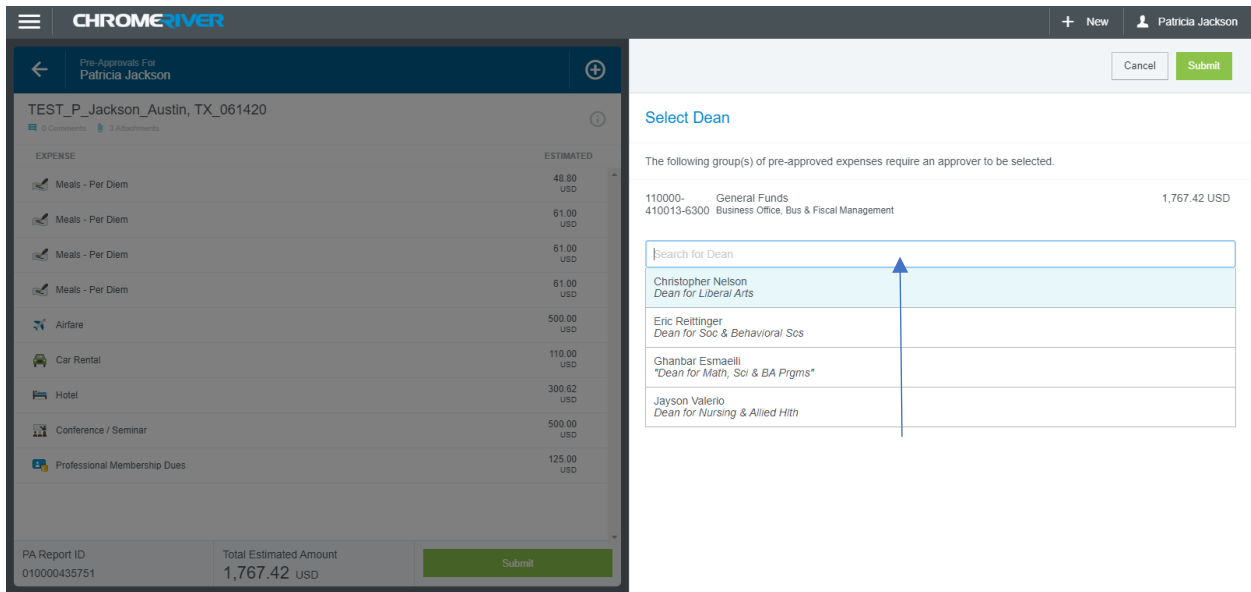 CHROMERIVER
+ New
Patricia Jackson
Pre-Approvals For
Patricia Jackson
TEST_P_Jackson_Austin, TX_061420
0 Comments 3 Attachments
EXPENSE ESTIMATED
Meals - Per Diem 48.80
USD
Meals - Per Diem 61.00
USD
Meals - Per Diem 61.00
USD
Meals - Per Diem 61.00
USD
Airfare 500.00
USD
Car Rental 110.00
USD
Hotel 300.62
USD
Conference / Seminar 500.00
USD
Professional Membership Dues 125.00
USD
PA Report ID
010000435751
Total Estimated Amount
1,767.42 USD
Submit
Cancel
Submit
Select Dean
The following group(s) of pre-approved expenses require an approver to be selected.
110000- General Funds 1,767.42 USD
410013-6300 Business Office, Bus & Fiscal Management
Search for Dean
Christopher Nelson
Dean for Liberal Arts
Eric Reittinger
Dean for Soc & Behavioral Scs
Ghanbar Esmaeili
"Dean for Math, Sci & BA Prgms"
Jayson Valerio
Dean for Nursing & Allied Hlth